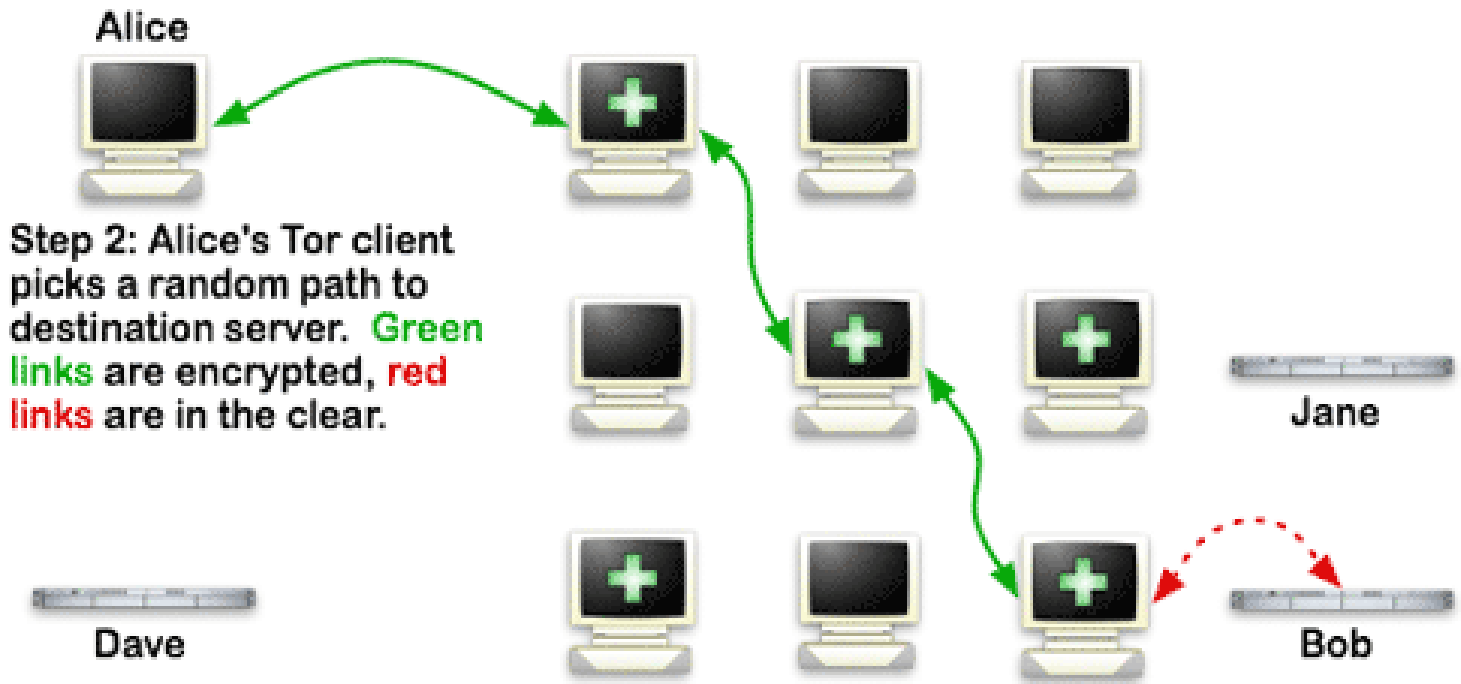 Alice
Step 2: Alice's Tor client
picks a random path to
destination server. Green
links are encrypted, red
links are in the clear.
Jane
Dave
Bob